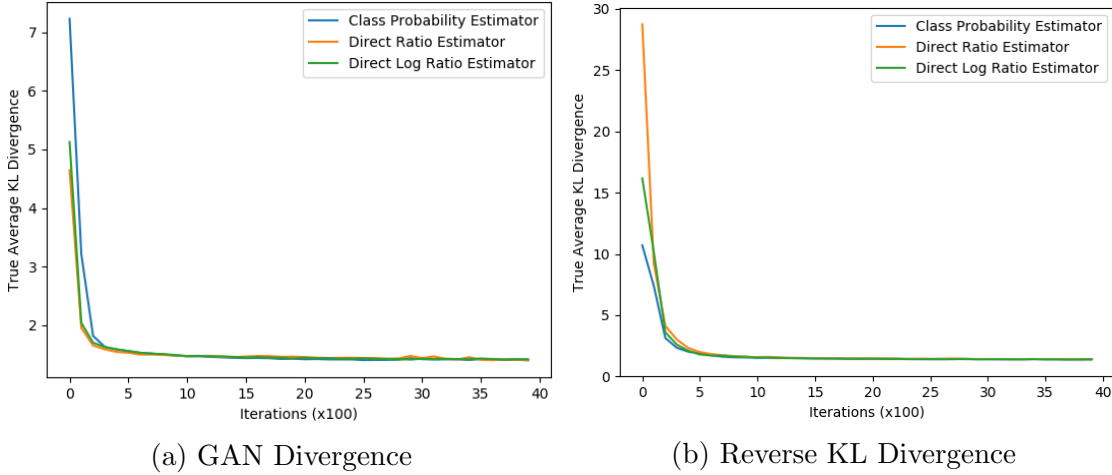 Class Probability Estimator
Direct Ratio Estimator
Direct Log Ratio Estimator
True Average KL Divergence
7
6
5
4
3
2
0
5
10
15
20
25
30
35
40
Iterations (x100)
(a) GAN Divergence
Class Probability Estimator
Direct Ratio Estimator
Direct Log Ratio Estimator
True Average KL Divergence
30
25
20
15
10
5
0
0
5
10
15
20
25
30
35
40
Iterations (x100)
(b) Reverse KL Divergence